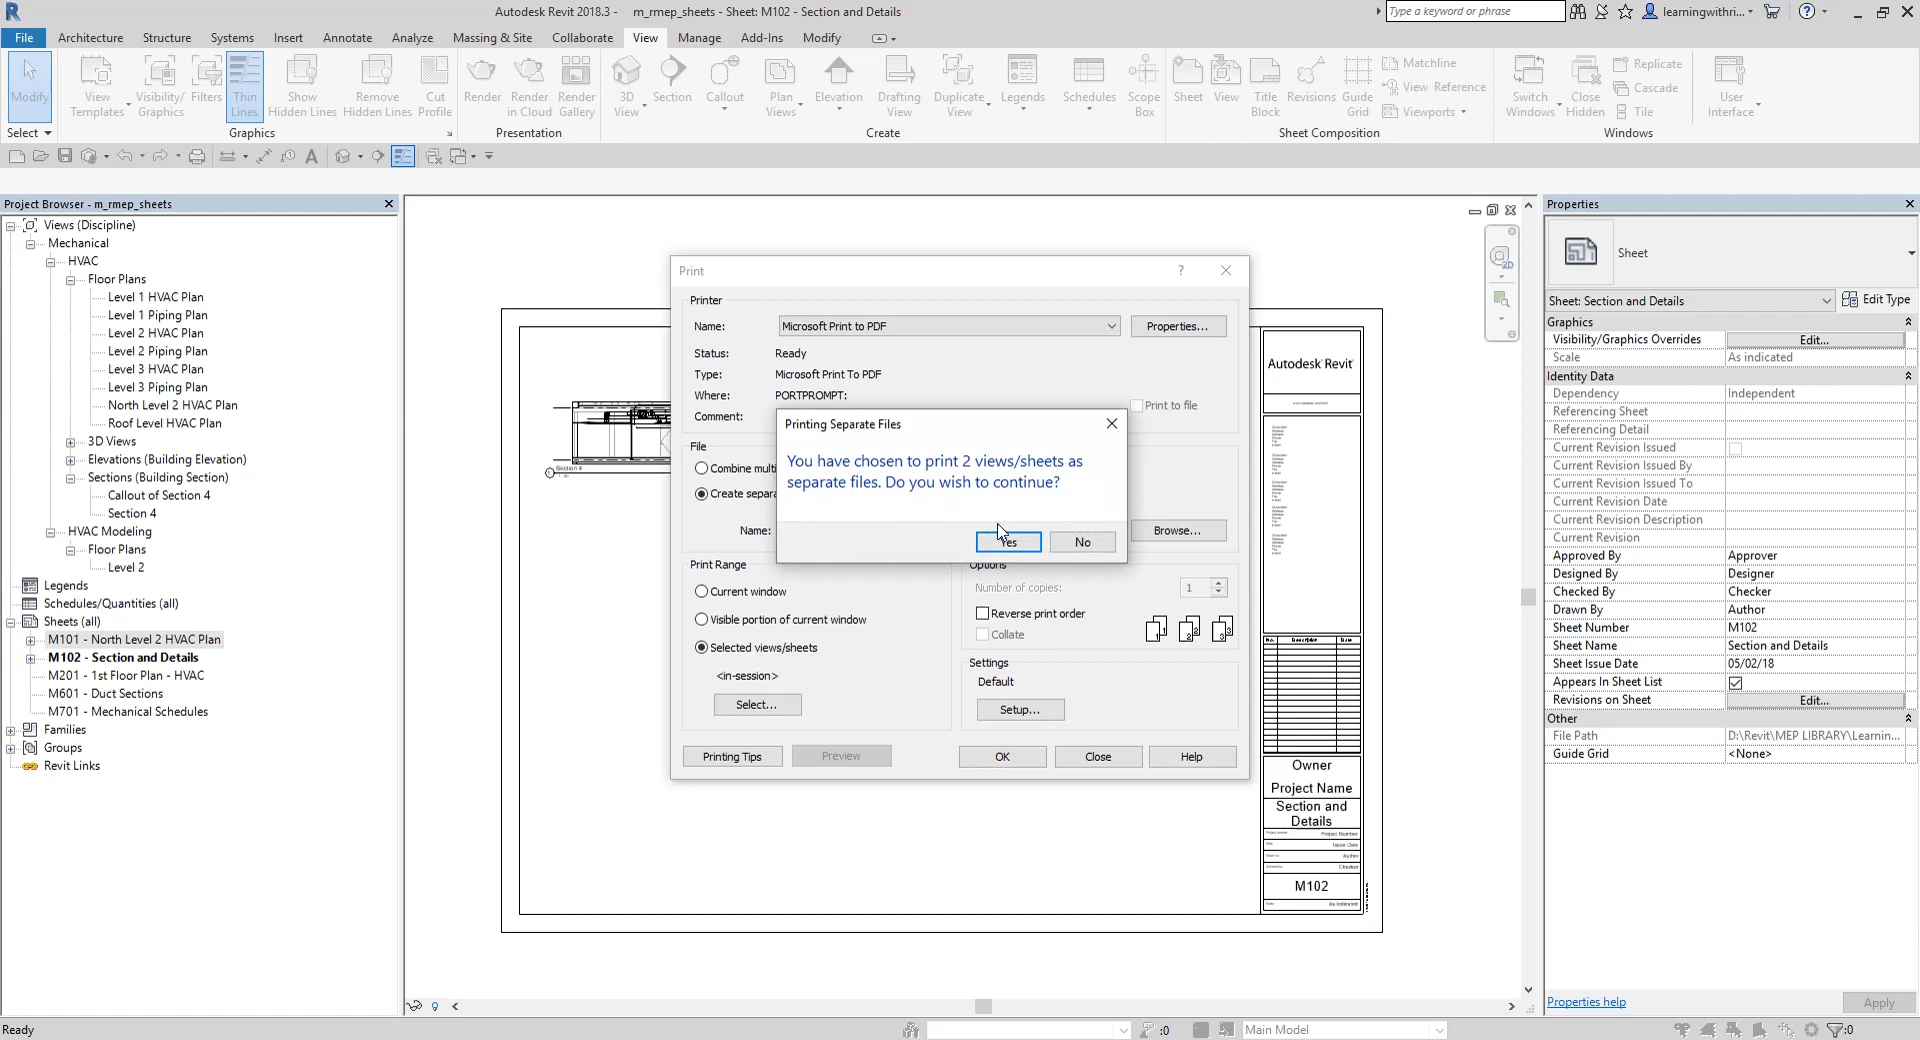 Autodesk Revit 2018.3 -    m_rmep_sheets - Sheet: M102 - Section and Details
Type a keyword or phrase
learningwithri...
File Architecture Structure Systems Insert Annotate Analyze Massing & Site Collaborate View Manage Add-Ins Modify
Modify
View Templates
Visibility/ Graphics
Filters
Thin Lines
Show Hidden Lines
Remove Hidden Lines
Cut Profile
Render
Render in Cloud
Render Gallery
3D View
Section
Callout
Plan Views
Elevation
Drafting View
Duplicate View
Legends
Schedules
Scope Box
Sheet
View
Title Block
Revisions
Guide Grid
Matchline
View Reference
Viewports
Switch Windows
Close Hidden
Replicate
Cascade
Tile
User Interface
Select Graphics Presentation Create Sheet Composition Windows
Project Browser - m_rmep_sheets
Views (Discipline)
Mechanical
HVAC
Floor Plans
Level 1 HVAC Plan
Level 1 Piping Plan
Level 2 HVAC Plan
Level 2 Piping Plan
Level 3 HVAC Plan
Level 3 Piping Plan
North Level 2 HVAC Plan
Roof Level HVAC Plan
3D Views
Elevations (Building Elevation)
Sections (Building Section)
Callout of Section 4
Section 4
HVAC Modeling
Floor Plans
Level 2
Legends
Schedules/Quantities (all)
Sheets (all)
M101 - North Level 2 HVAC Plan
M102 - Section and Details
M201 - 1st Floor Plan - HVAC
M601 - Duct Sections
M701 - Mechanical Schedules
Families
Groups
Revit Links
Section 4
Print
?
Printer
Name: Microsoft Print to PDF Properties...
Status: Ready
Type: Microsoft Print To PDF
Where: PORTPROMPT:
Comment: Print to file
File
Combine multi
Create separa
Name: Browse...
Printing Separate Files
You have chosen to print 2 views/sheets as
separate files. Do you wish to continue?
Yes No
Print Range
Current window
Visible portion of current window
Selected views/sheets
<in-session>
Select...
Options
Number of copies: 1
Reverse print order
Collate
Settings
Default
Setup...
Printing Tips Preview OK Close Help
2D
Autodesk Revit
Owner
Project Name
Section and
Details
Project Number
Issue Date
Author
Checker
M102
As indicated
Properties
Sheet
Sheet: Section and Details Edit Type
Graphics
Visibility/Graphics Overrides Edit...
Scale As indicated
Identity Data
Dependency Independent
Referencing Sheet
Referencing Detail
Current Revision Issued
Current Revision Issued By
Current Revision Issued To
Current Revision Date
Current Revision Description
Current Revision
Approved By Approver
Designed By Designer
Checked By Checker
Drawn By Author
Sheet Number M102
Sheet Name Section and Details
Sheet Issue Date 05/02/18
Appears In Sheet List
Revisions on Sheet Edit...
Other
File Path D:\Revit\MEP LIBRARY\Learnin...
Guide Grid <None>
Properties help Apply
Ready
:0
Main Model
:0